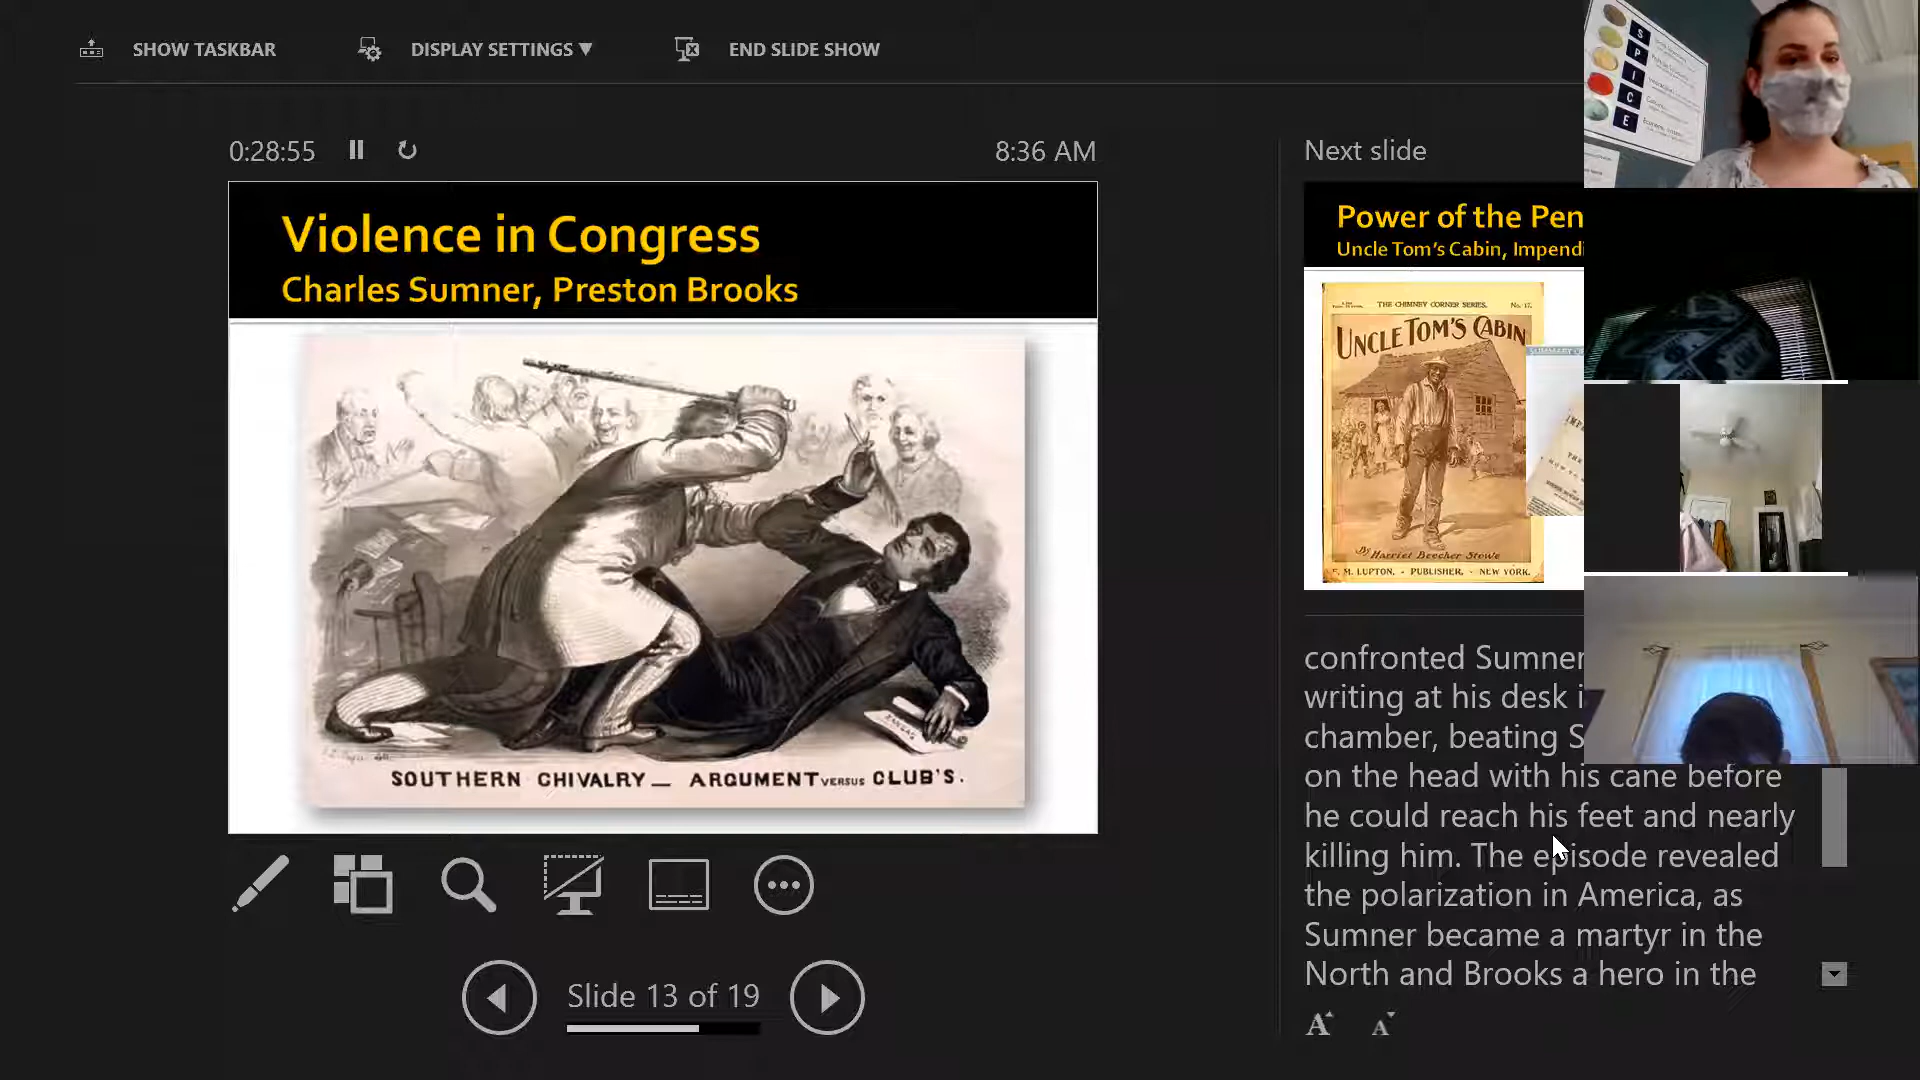 SHOW TASKBAR
DISPLAY SETTINGS ▼
END SLIDE SHOW
0:28:55
8:36 AM
Violence in Congress
Charles Sumner, Preston Brooks
KANSAS
SOUTHERN CHIVALRY — ARGUMENT VERSUS CLUB'S.
Slide 13 of 19
Next slide
Power of the Pen
Uncle Tom's Cabin, Impendi
THE CHIMNEY CORNER SERIES. No. 17.
UNCLE TOM'S CABIN
By Harriet Beecher Stowe
M. LUPTON, - PUBLISHER, - NEW YORK.
confronted Sumner
writing at his desk i
chamber, beating S
on the head with his cane before
he could reach his feet and nearly
killing him. The episode revealed
the polarization in America, as
Sumner became a martyr in the
North and Brooks a hero in the
A A
S
P
I
C
E